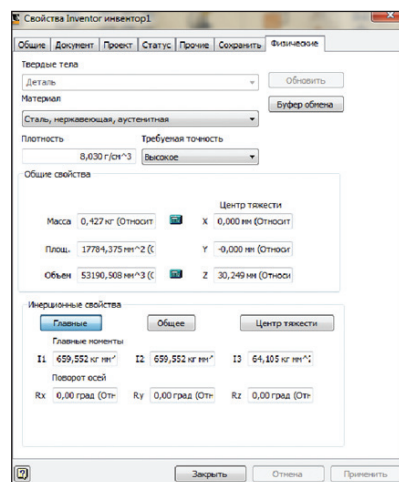 Свойства Inventor инвентор1
Общие Документ Проект Статус Прочие Сохранить Физические
Твердые тела
Деталь
Обновить
Материал
Буфер обмена
Сталь, нержавеющая, аустенитная
Плотность Требуемая точность
8,030 г/см^3 Высокое
Общие свойства
Центр тяжести
Масса 0,427 кг (Относит X 0,000 мм (Относит
Площ. 17784,375 мм^2 (С Y -0,000 мм (Относи
Объем 53190,508 мм^3 (С Z 30,249 мм (Относи
Инерционные свойства
Главные Общее Центр тяжести
Главные моменты
I1 659,552 кг мм^ I2 659,552 кг мм^ I3 64,105 кг мм^2
Поворот осей
Rx 0,00 град (Отн Ry 0,00 град (Отн Rz 0,00 град (Отн
Закрыть Отмена Применить